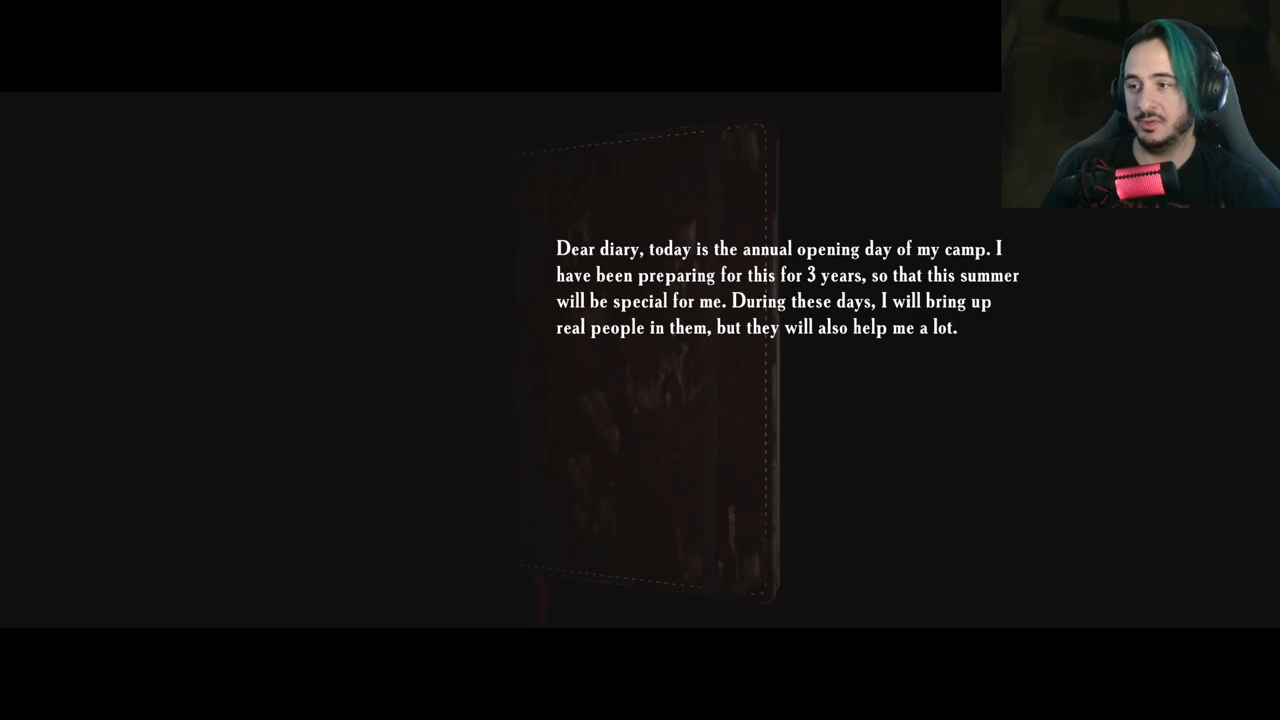 Dear diary, today is the annual opening day of my camp. I
have been preparing for this for 3 years, so that this summer
will be special for me. During these days, I will bring up
real people in them, but they will also help me a lot.